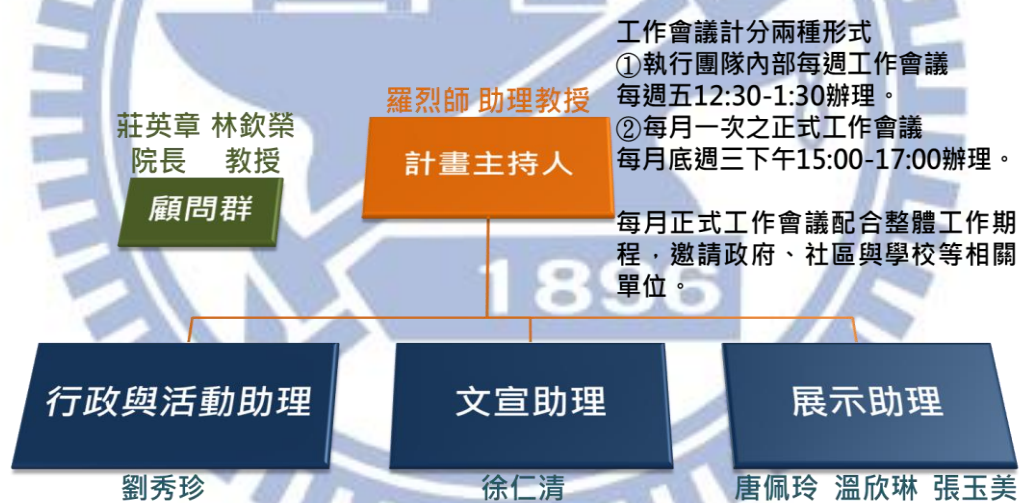 工作會議計分兩種形式
①執行團隊內部每週工作會議
每週五12:30-1:30辦理。
②每月一次之正式工作會議
每月底週三下午15:00-17:00辦理。
每月正式工作會議配合整體工作期
程，邀請政府、社區與學校等相關
單位。
羅烈師 助理教授
計畫主持人
莊英章 林欽榮
院長 教授
顧問群
1896
行政與活動助理
文宣助理
展示助理
劉秀珍
徐仁清
唐佩玲 溫欣琳 張玉美